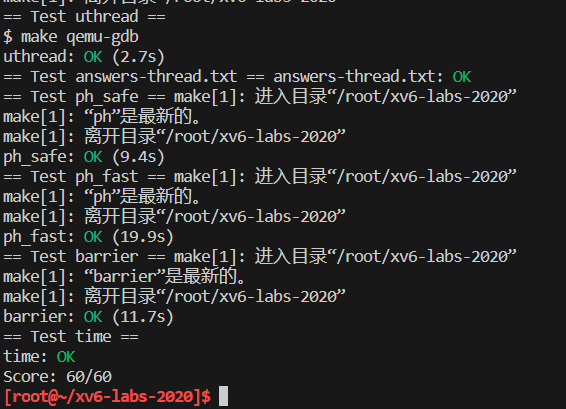 make[1]: 离开目录“/root/xv6-labs-2020”
== Test uthread ==
$ make qemu-gdb
uthread: OK (2.7s)
== Test answers-thread.txt == answers-thread.txt: OK
== Test ph_safe == make[1]: 进入目录“/root/xv6-labs-2020”
make[1]: “ph”是最新的。
make[1]: 离开目录“/root/xv6-labs-2020”
ph_safe: OK (9.4s)
== Test ph_fast == make[1]: 进入目录“/root/xv6-labs-2020”
make[1]: “ph”是最新的。
make[1]: 离开目录“/root/xv6-labs-2020”
ph_fast: OK (19.9s)
== Test barrier == make[1]: 进入目录“/root/xv6-labs-2020”
make[1]: “barrier”是最新的。
make[1]: 离开目录“/root/xv6-labs-2020”
barrier: OK (11.7s)
== Test time ==
time: OK
Score: 60/60
[root@~/xv6-labs-2020]$